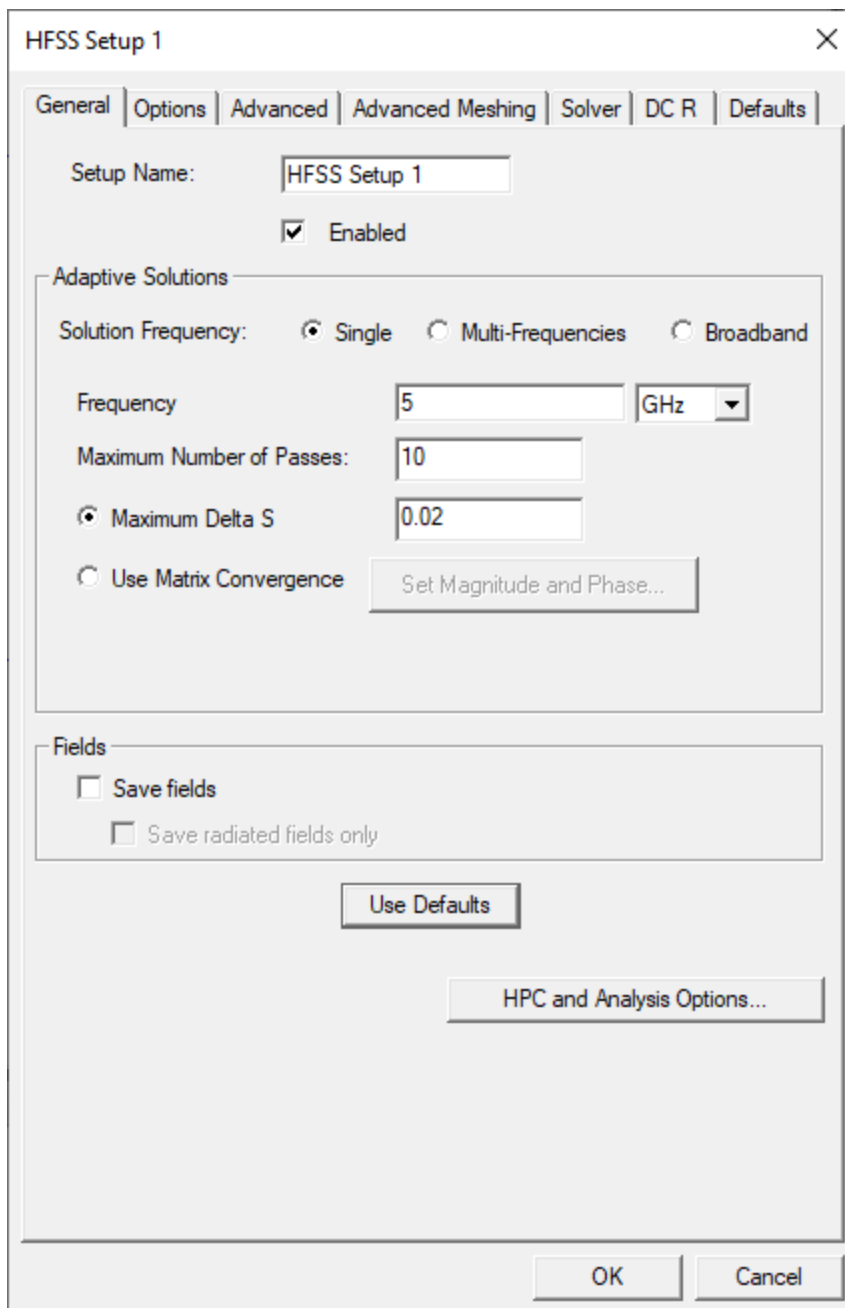 HFSS Setup 1
General Options Advanced Advanced Meshing Solver DC R Defaults
Setup Name: HFSS Setup 1
Enabled
Adaptive Solutions
Solution Frequency: Single Multi-Frequencies Broadband
Frequency 5 GHz
Maximum Number of Passes: 10
Maximum Delta S 0.02
Use Matrix Convergence Set Magnitude and Phase...
Fields
Save fields
Save radiated fields only
Use Defaults
HPC and Analysis Options...
OK Cancel